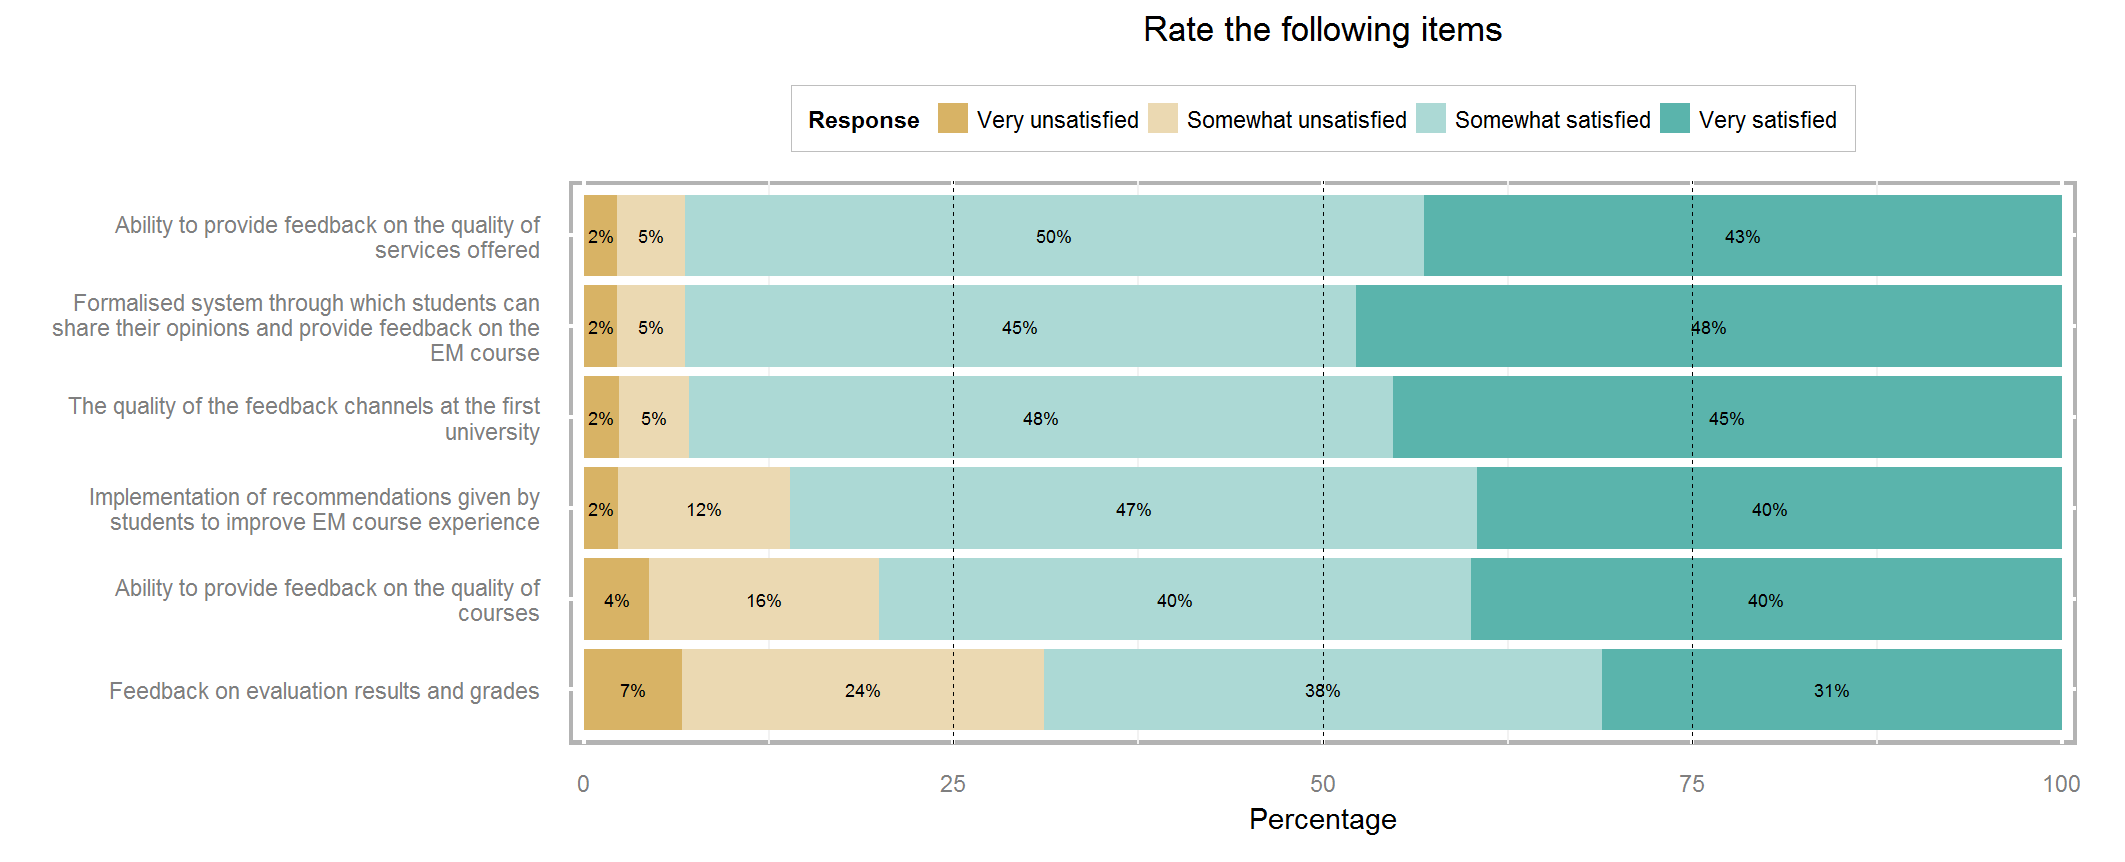 Rate the following items
Response Very unsatisfied Somewhat unsatisfied Somewhat satisfied Very satisfied
Ability to provide feedback on the quality of
services offered
2% 5% 50% 43%
Formalised system through which students can
share their opinions and provide feedback on the
EM course
2% 5% 45% 48%
The quality of the feedback channels at the first
university
2% 5% 48% 45%
Implementation of recommendations given by
students to improve EM course experience
2% 12% 47% 40%
Ability to provide feedback on the quality of
courses
4% 16% 40% 40%
Feedback on evaluation results and grades
7% 24% 38% 31%
0 25 50 75 100
Percentage